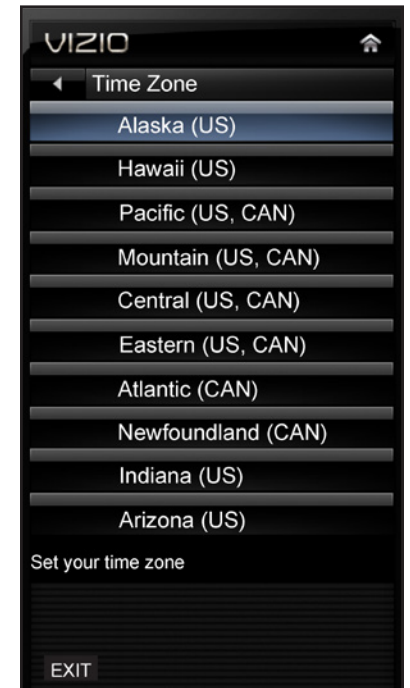 VIZIO
Time Zone
Alaska (US)
Hawaii (US)
Pacific (US, CAN)
Mountain (US, CAN)
Central (US, CAN)
Eastern (US, CAN)
Atlantic (CAN)
Newfoundland (CAN)
Indiana (US)
Arizona (US)
Set your time zone
EXIT